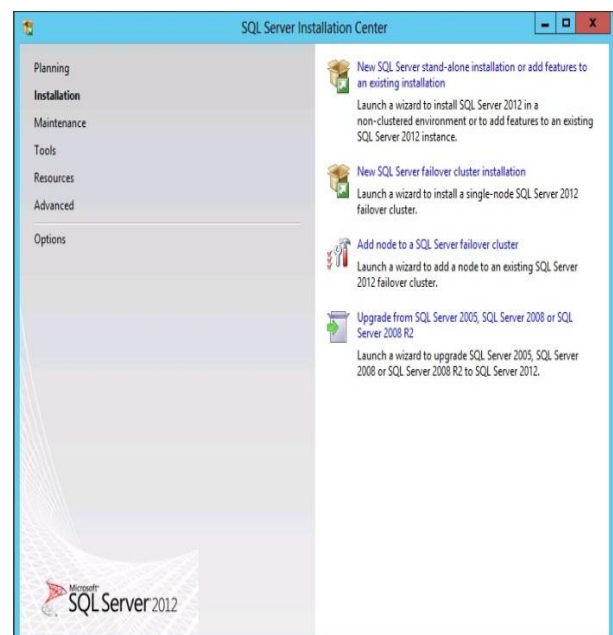 SQL Server Installation Center
Planning
Installation
Maintenance
Tools
Resources
Advanced
Options
New SQL Server stand-alone installation or add features to
an existing installation
Launch a wizard to install SQL Server 2012 in a
non-clustered environment or to add features to an existing
SQL Server 2012 instance.
New SQL Server failover cluster installation
Launch a wizard to install a single-node SQL Server 2012
failover cluster.
Add node to a SQL Server failover cluster
Launch a wizard to add a node to an existing SQL Server
2012 failover cluster.
Upgrade from SQL Server 2005, SQL Server 2008 or SQL
Server 2008 R2
Launch a wizard to upgrade SQL Server 2005, SQL Server
2008 or SQL Server 2008 R2 to SQL Server 2012.
Microsoft
SQL Server 2012